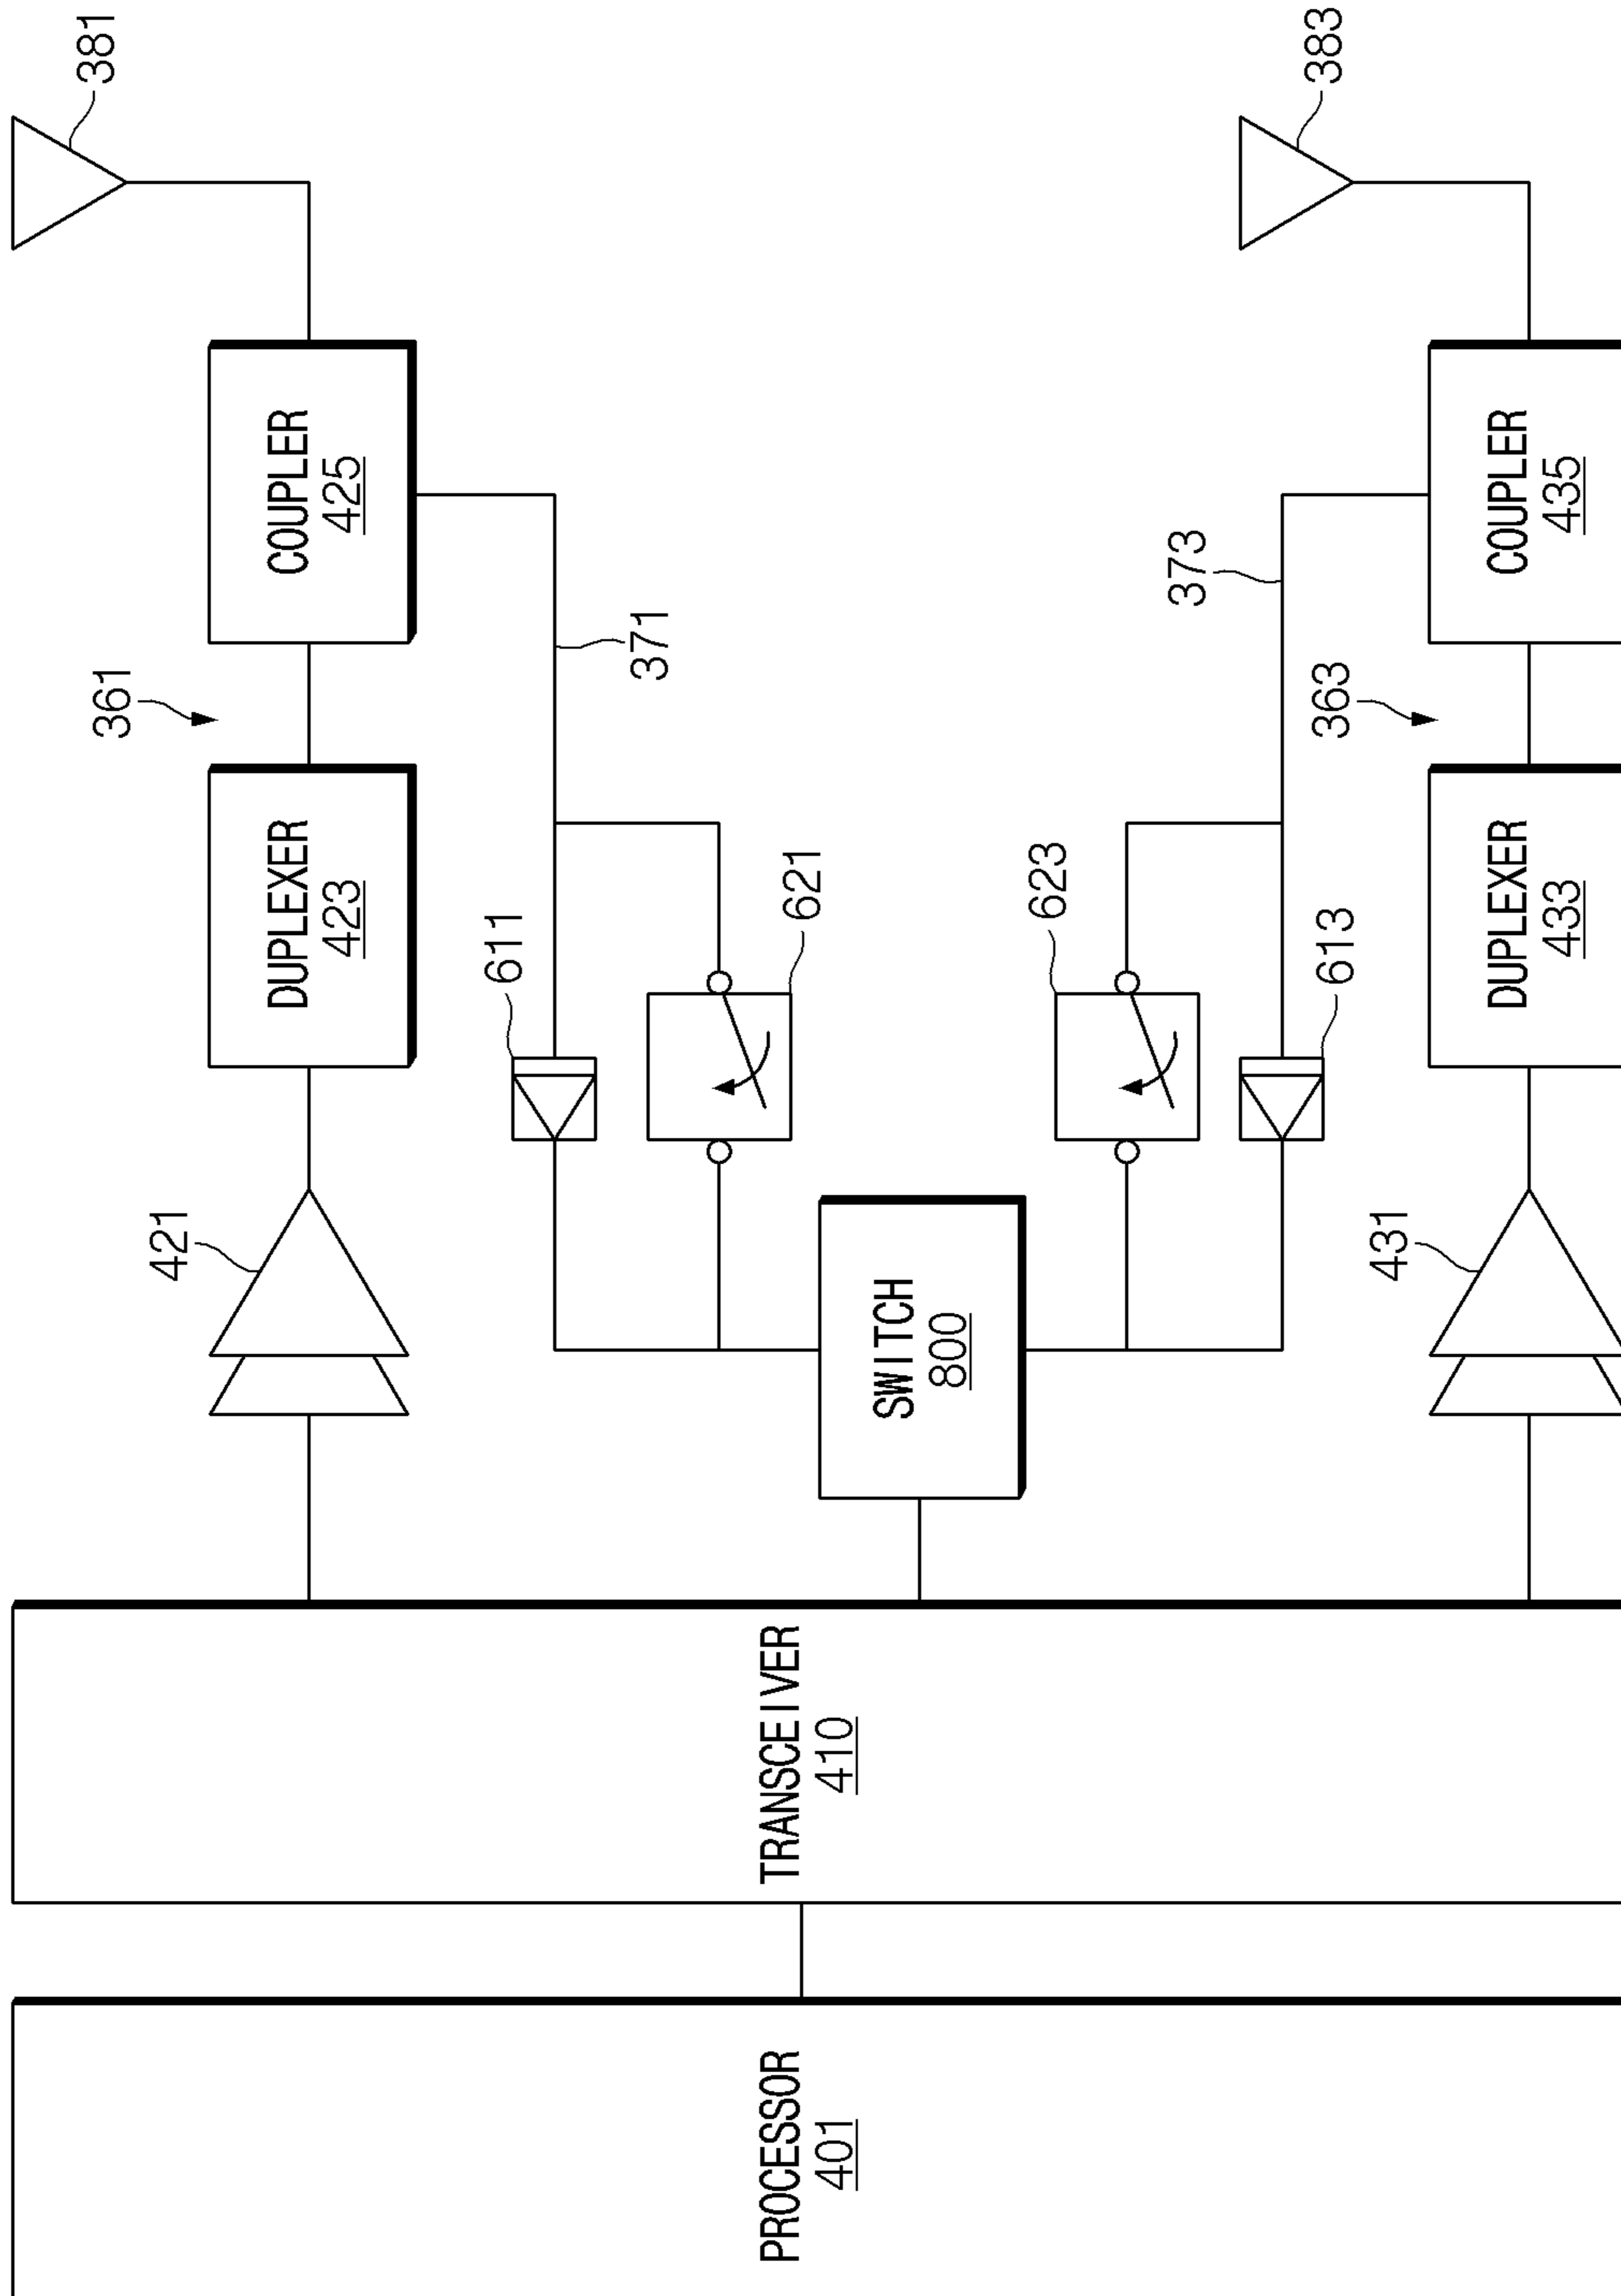 PROCESSOR
401
TRANSCEIVER
410
421
DUPLEXER
423
361
COUPLER
425
381
611
371
621
SWITCH
800
623
373
613
431
DUPLEXER
433
363
COUPLER
435
383